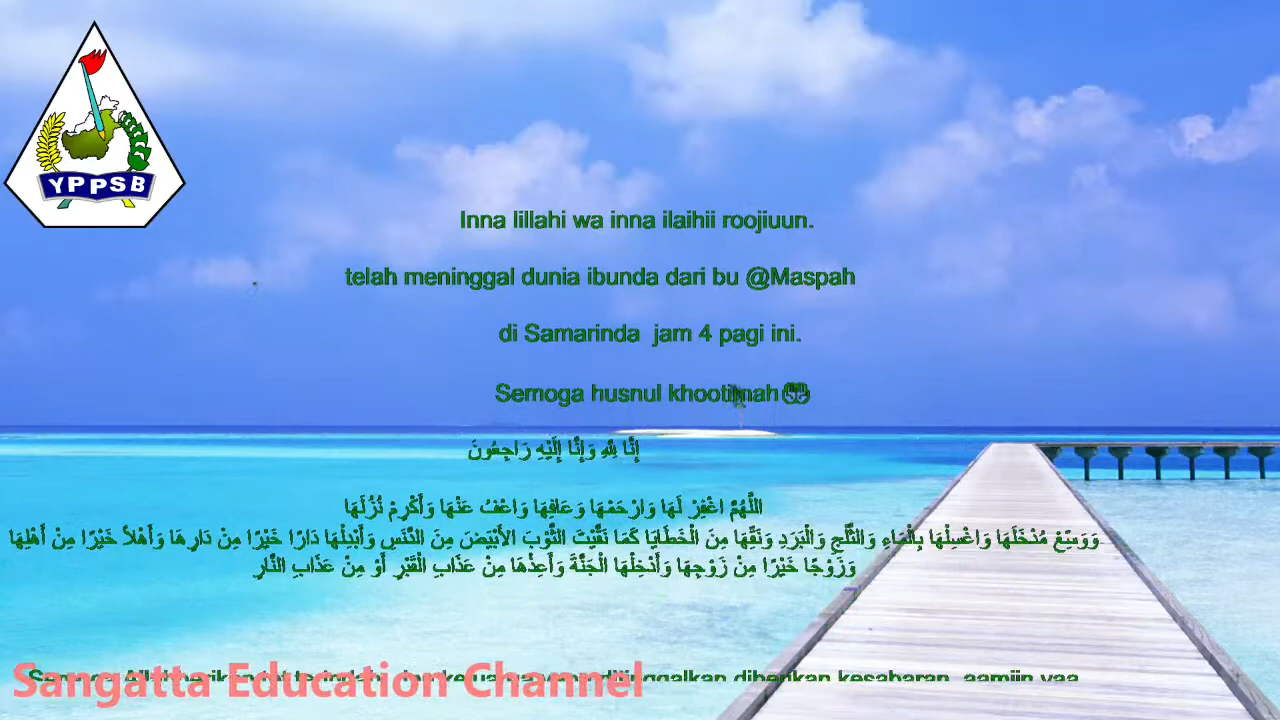 YPPSB
Inna lillahi wa inna ilaihii roojiuun.
telah meninggal dunia ibunda dari bu @Maspah
di Samarinda jam 4 pagi ini.
Semoga husnul khootimah
إِنَّا لِلَّهِ وَإِنَّا إِلَيْهِ رَاجِعُونَ
اللَّهُمَّ اغْفِرْ لَهَا وَارْحَمْهَا وَعَافِهَا وَاعْفُ عَنْهَا وَأَكْرِمْ نُزُلَهَا
وَوَسِّعْ مُدْخَلَهَا وَاغْسِلْهَا بِالْمَاءِ وَالثَّلْجِ وَالْبَرَدِ وَنَقِّهَا مِنَ الْخَطَايَا كَمَا نَقَّيْتَ الثَّوْبَ الأَبْيَضَ مِنَ الدَّنَسِ وَأَبْدِلْهَا دَارًا خَيْرًا مِنْ دَارِهَا وَأَهْلاً خَيْرًا مِنْ أَهْلِهَا
وَزَوْجًا خَيْرًا مِنْ زَوْجِهَا وَأَدْخِلْهَا الْجَنَّةَ وَأَعِذْهَا مِنْ عَذَابِ الْقَبْرِ أَوْ مِنْ عَذَابِ النَّارِ
ditinggalkan diberikan kesabaran, aamiin yaa
Sangatta Education Channel